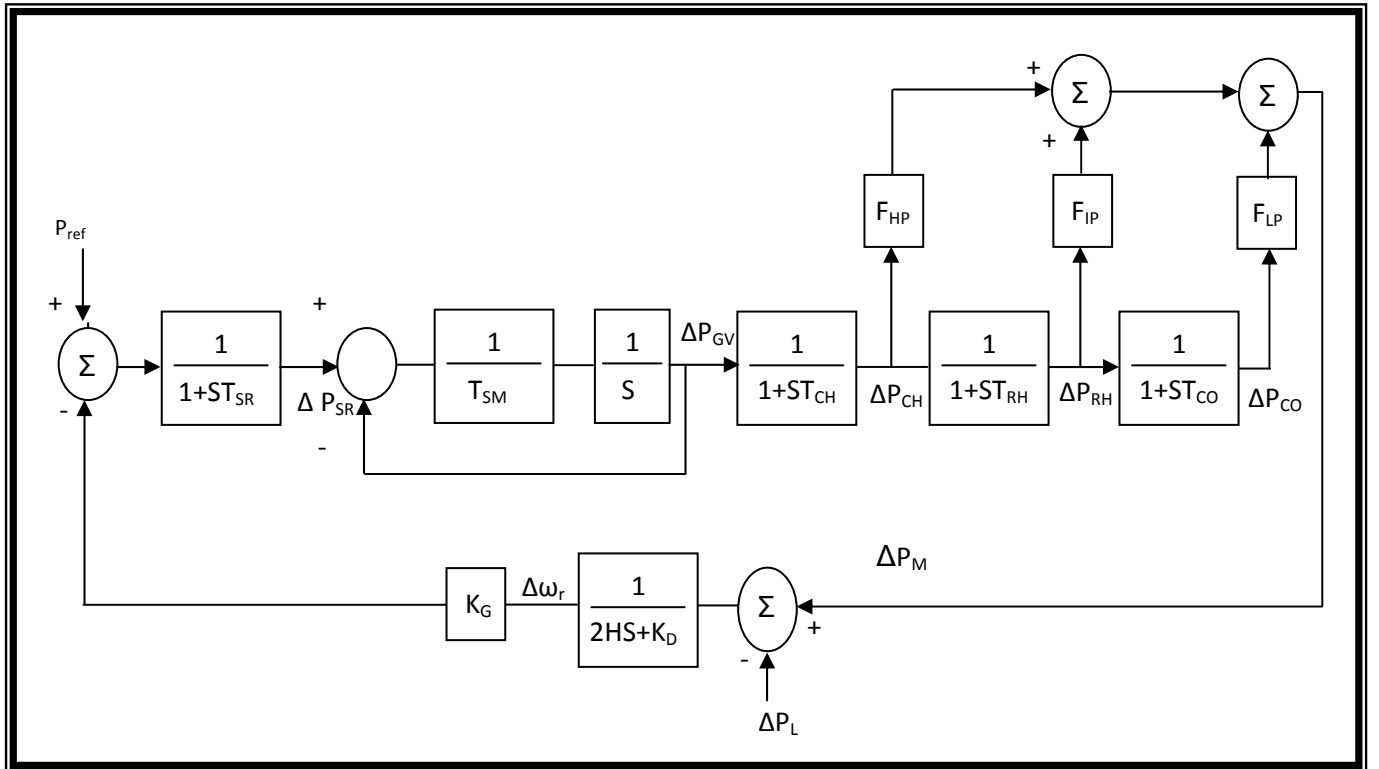 +
Σ
Σ
+
F_HP
F_IP
F_LP
P_ref
+
Σ
-
1
1+ST_SR
+
Δ P_SR
-
1
T_SM
1
S
ΔP_GV
1
1+ST_CH
ΔP_CH
1
1+ST_RH
ΔP_RH
1
1+ST_CO
ΔP_CO
ΔP_M
K_G
Δω_r
1
2HS+K_D
Σ
+
-
ΔP_L